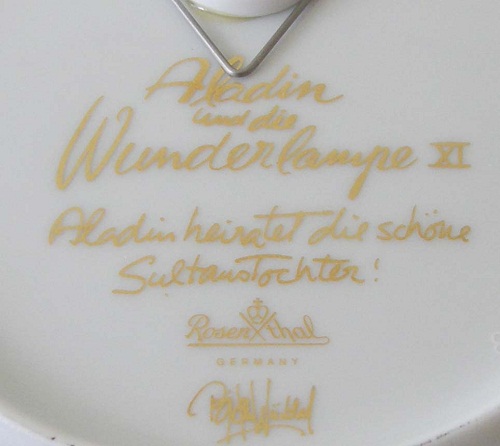 Aladin
und die
Wunderlampe XI
Aladin heiratet die schöne
Sultanstochter!
Rosenthal
GERMANY